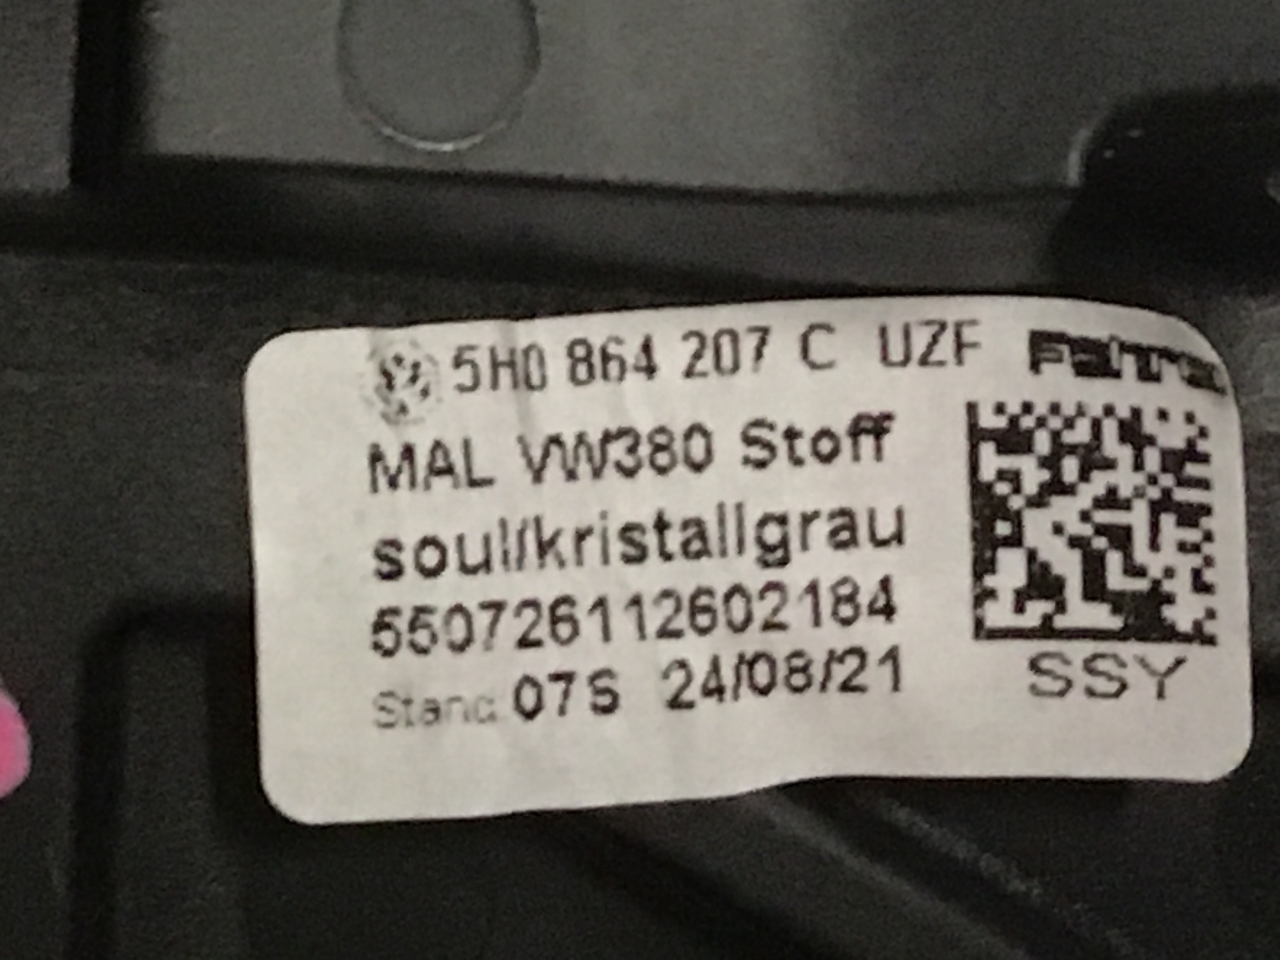 5H0 864 207 C UZF
MAL VW380 Stoff
soul/kristallgrau
550726112602184
Stand 07S 24/08/21
SSY